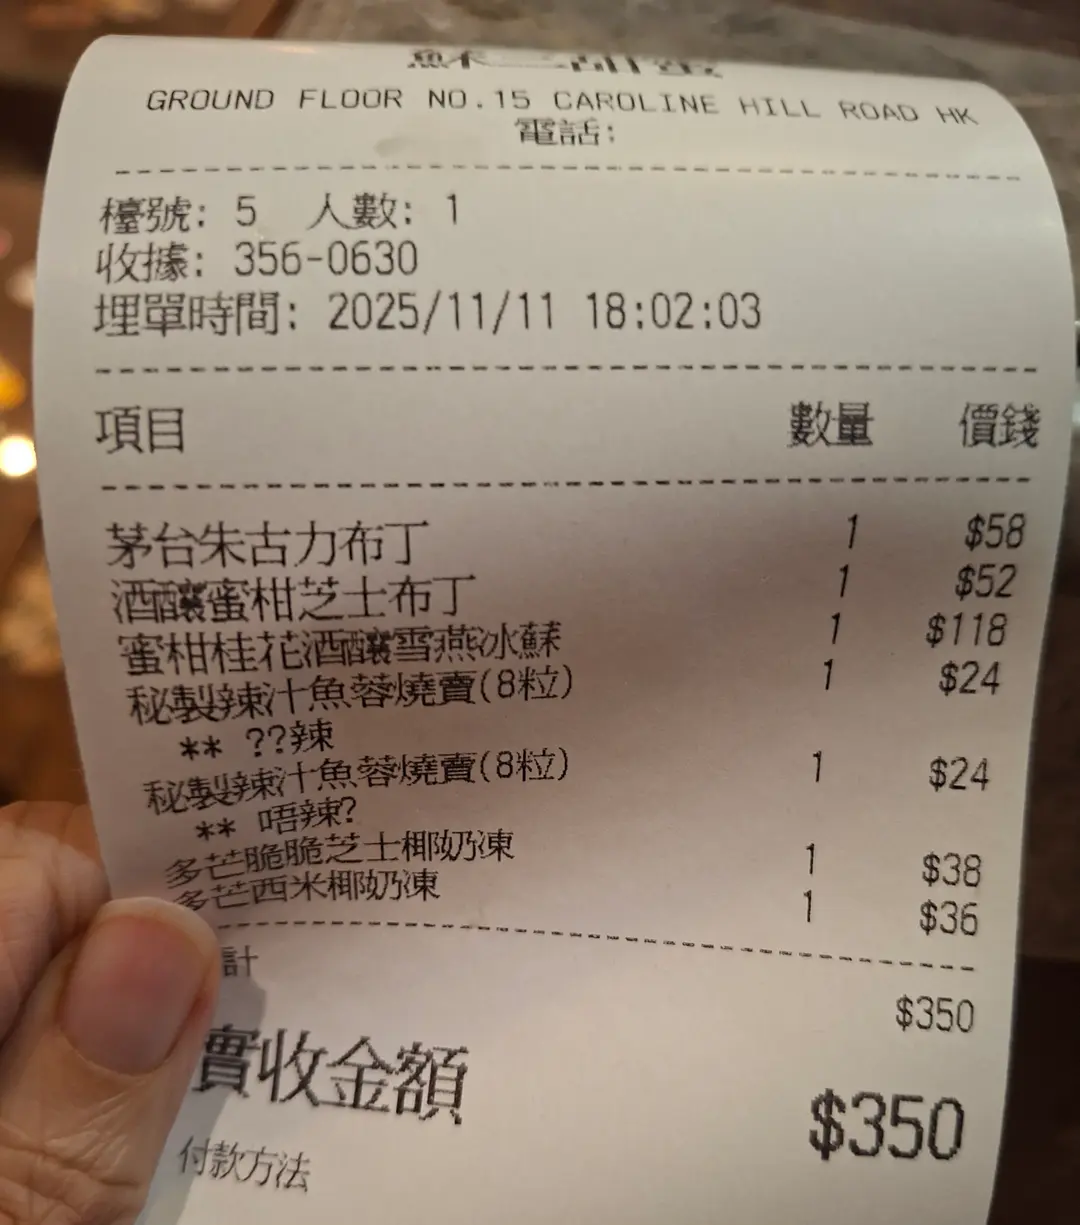 GROUND FLOOR NO.15 CAROLINE HILL ROAD HK
電話:
檯號: 5 人數: 1
收據: 356-0630
埋單時間: 2025/11/11 18:02:03
項目 數量 價錢
茅台朱古力布丁 1 $58
酒釀蜜柑芝士布丁 1 $52
蜜柑桂花酒釀雪燕冰蘇 1 $118
秘製辣汁魚蓉燒賣(8粒) 1 $24
** ??辣
秘製辣汁魚蓉燒賣(8粒) 1 $24
** 唔辣?
多芒脆脆芝士椰奶凍 1 $38
多芒西米椰奶凍 1 $36
計 $350
實收金額 $350
付款方法